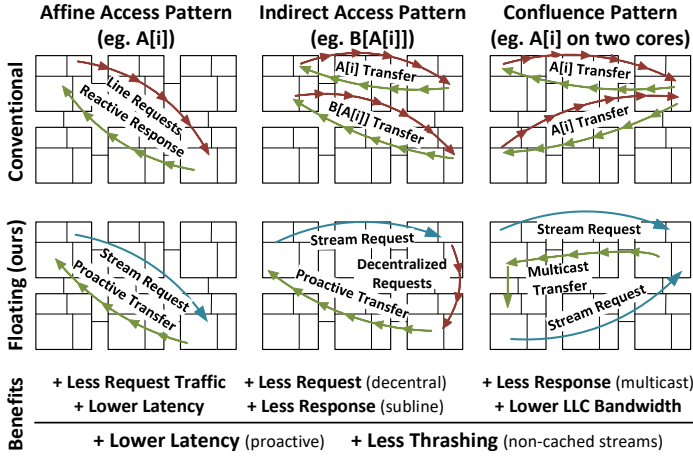 Affine Access Pattern
(eg. A[i])
Indirect Access Pattern
(eg. B[A[i]])
Confluence Pattern
(eg. A[i] on two cores)
Conventional
Line Requests
Reactive Response
A[i] Transfer
B[A[i]] Transfer
A[i] Transfer
A[i] Transfer
Floating (ours)
Stream Request
Proactive Transfer
Stream Request
Decentralized
Requests
Proactive Transfer
Stream Request
Multicast
Transfer
Stream Request
Benefits
+ Less Request Traffic
+ Lower Latency
+ Less Request (decentral)
+ Less Response (subline)
+ Less Response (multicast)
+ Lower LLC Bandwidth
+ Lower Latency (proactive)
+ Less Thrashing (non-cached streams)